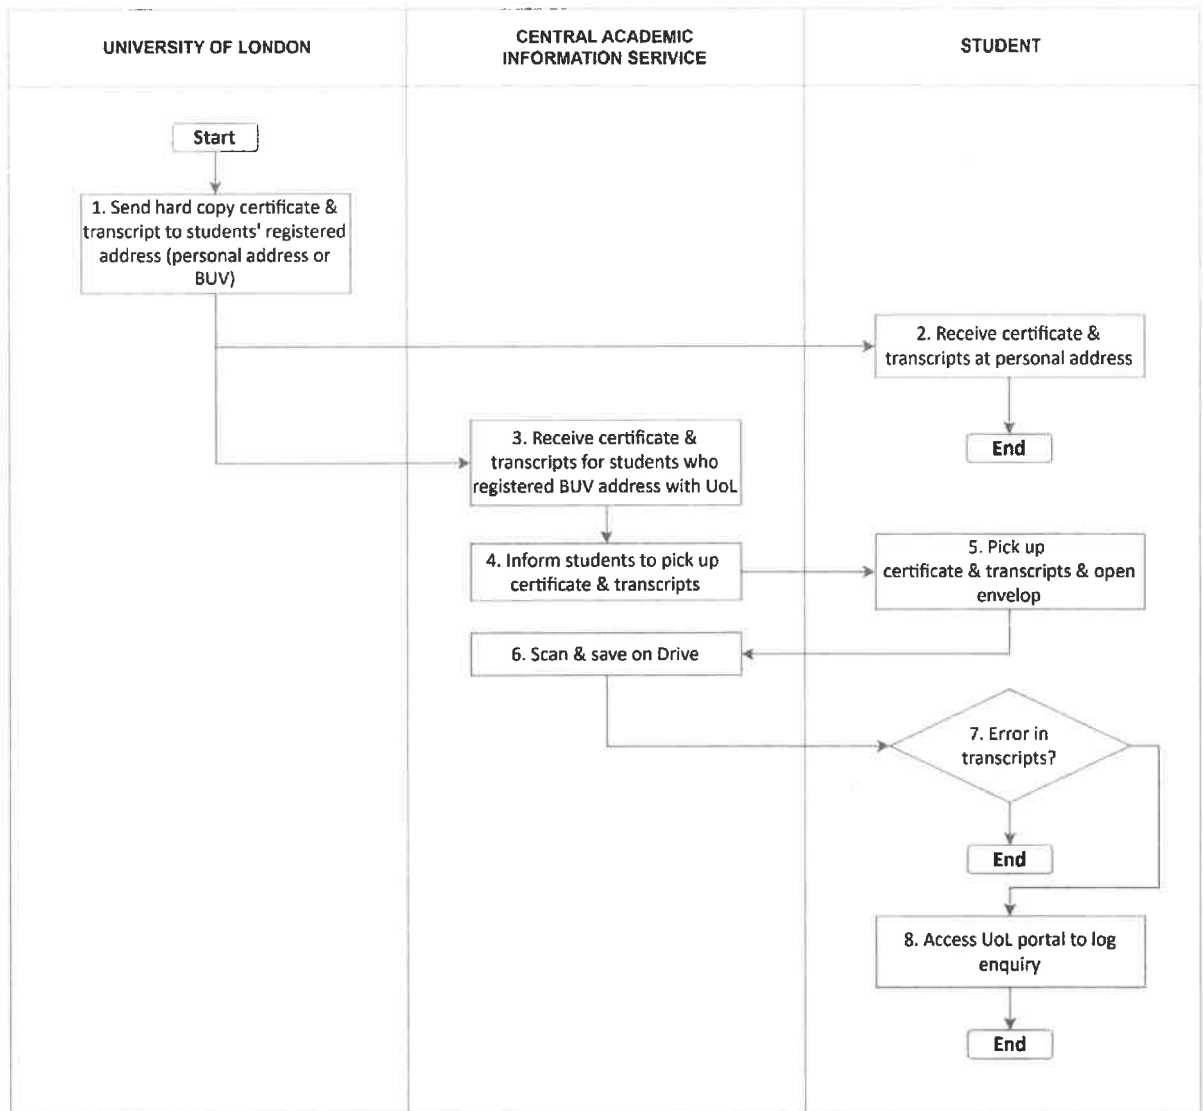 UNIVERSITY OF LONDON
CENTRAL ACADEMIC
INFORMATION SERIVICE
STUDENT
Start
1. Send hard copy certificate &
transcript to students' registered
address (personal address or
BUV)
2. Receive certificate &
transcripts at personal address
End
3. Receive certificate &
transcripts for students who
registered BUV address with UoL
4. Inform students to pick up
certificate & transcripts
5. Pick up
certificate & transcripts & open
envelop
6. Scan & save on Drive
7. Error in
transcripts?
End
8. Access UoL portal to log
enquiry
End